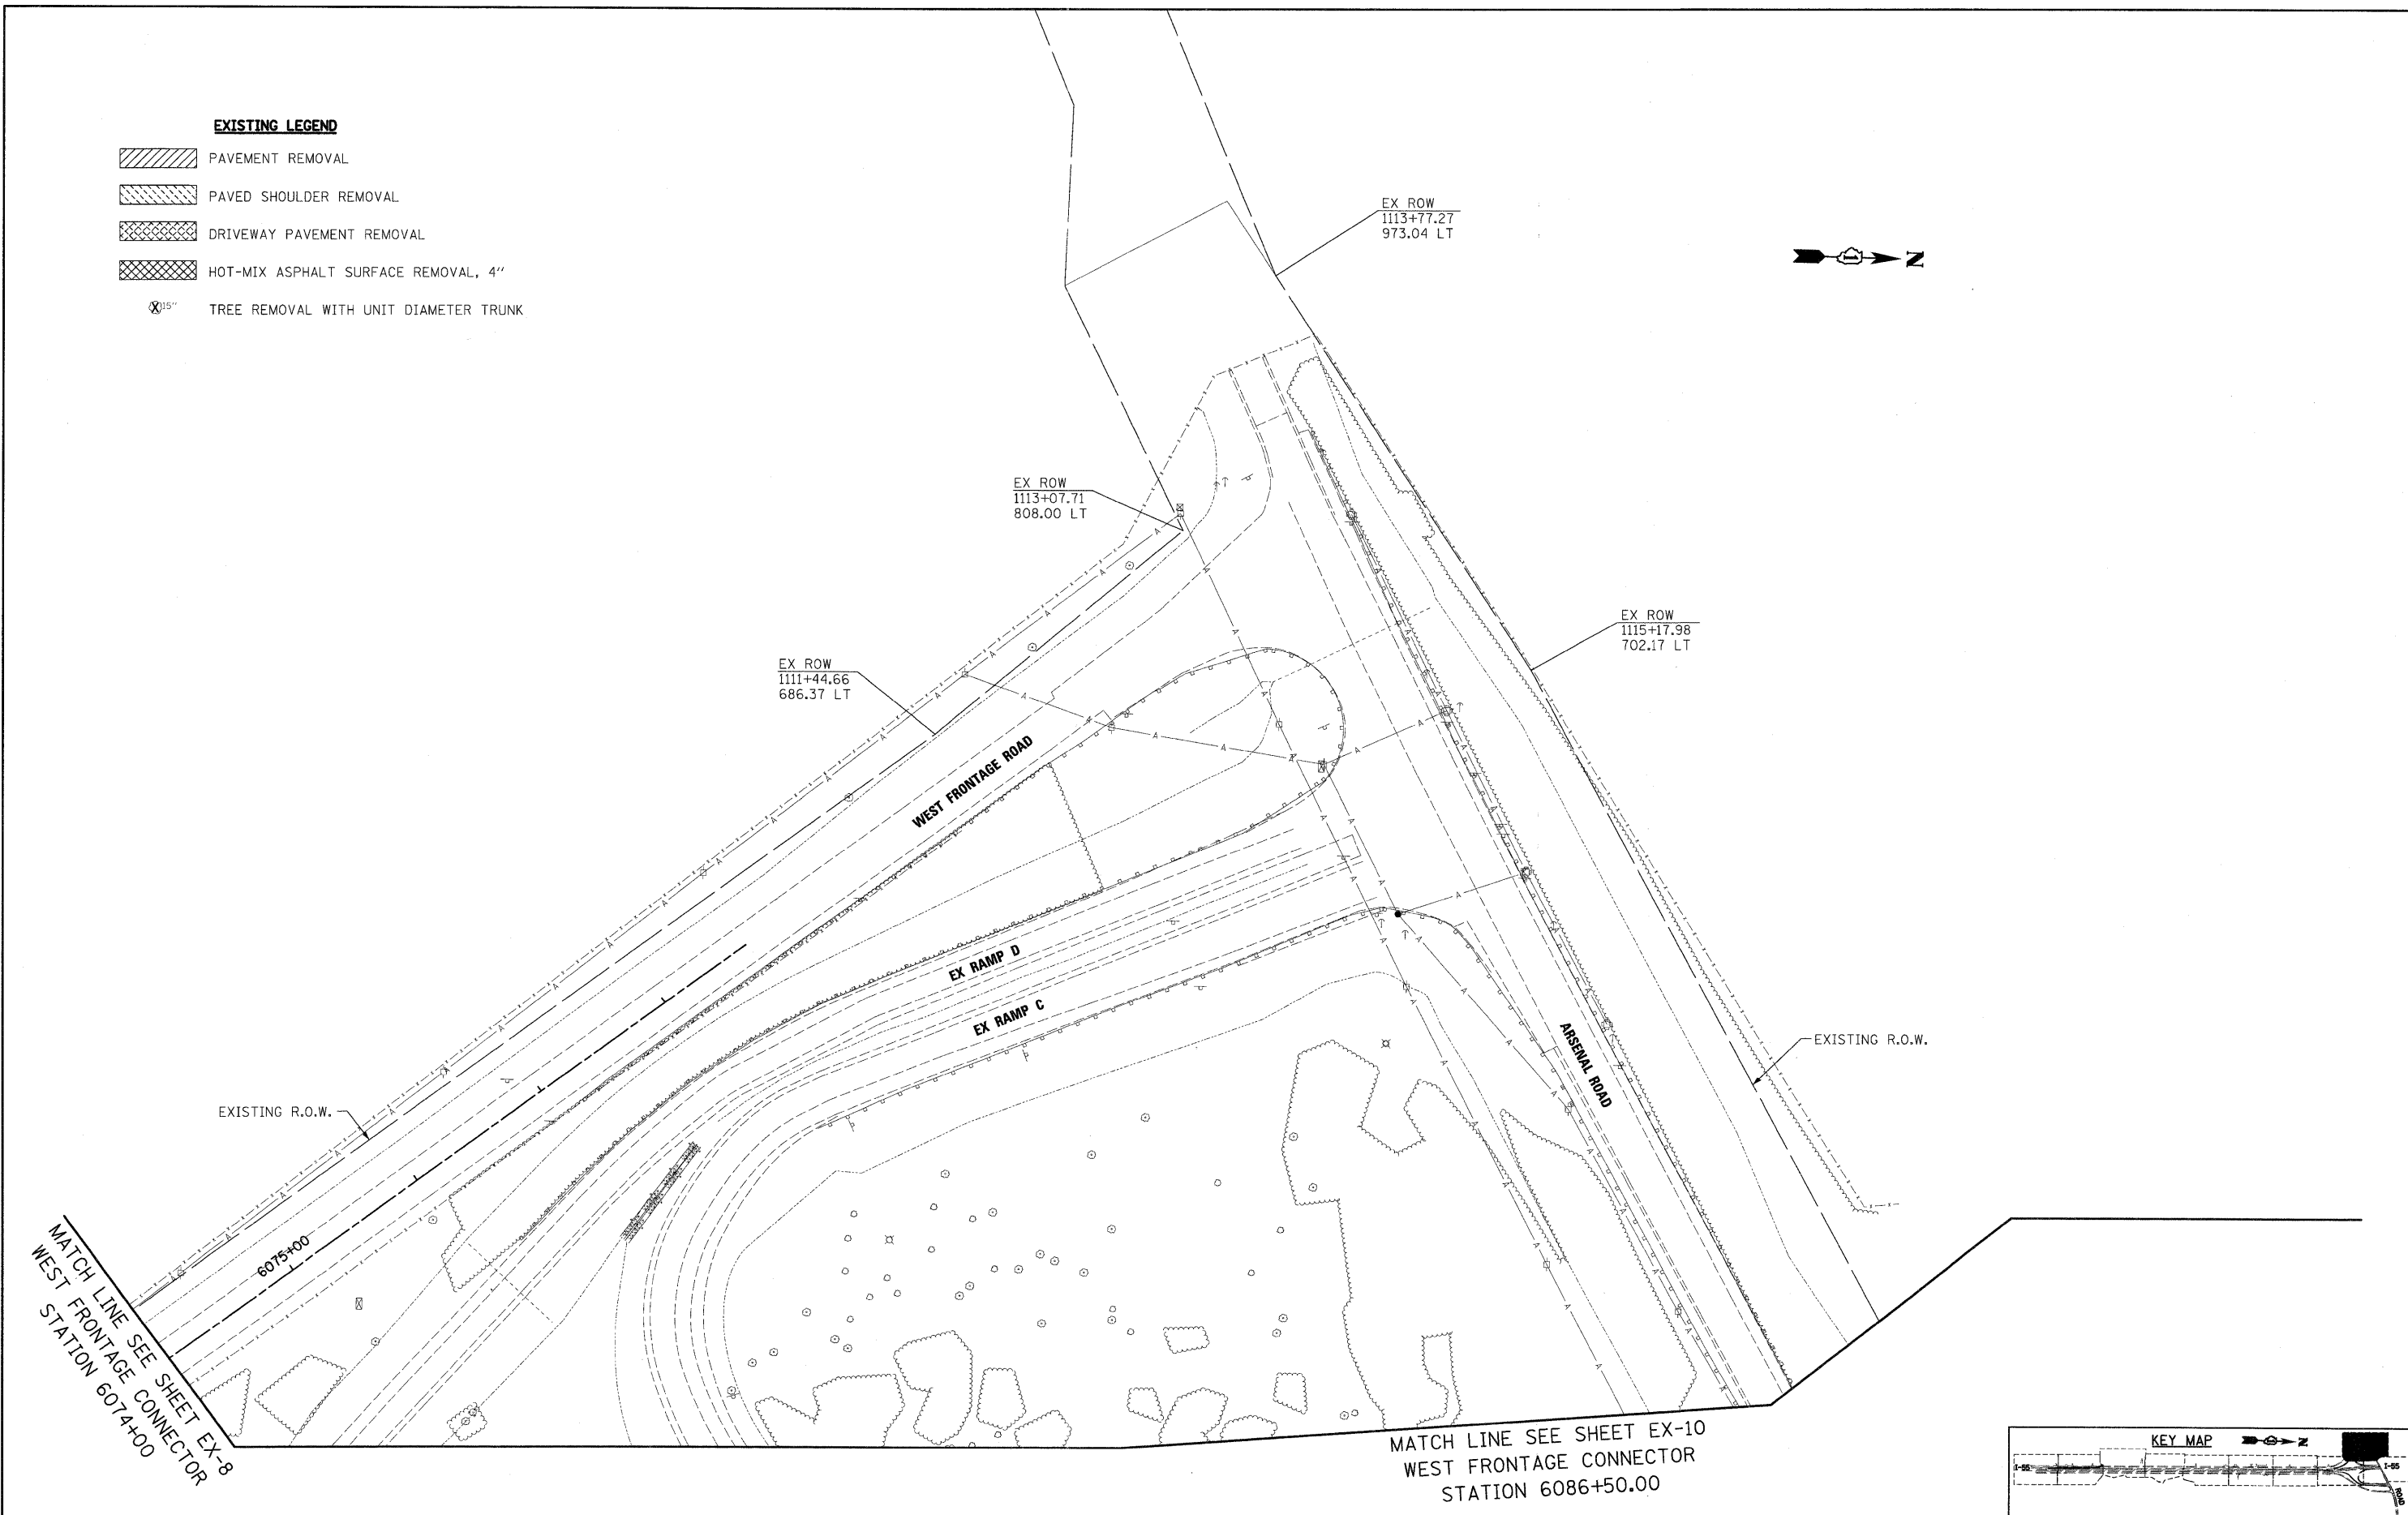 EXISTING LEGEND
PAVEMENT REMOVAL
PAVED SHOULDER REMOVAL
DRIVEWAY PAVEMENT REMOVAL
HOT-MIX ASPHALT SURFACE REMOVAL, 4"
15"
TREE REMOVAL WITH UNIT DIAMETER TRUNK
EX ROW
1113+77.27
973.04 LT
N
EX ROW
1113+07.71
808.00 LT
EX ROW
1115+17.98
702.17 LT
EX ROW
1111+44.66
686.37 LT
WEST FRONTAGE ROAD
EX RAMP D
EX RAMP C
ARSENAL ROAD
EXISTING R.O.W.
EXISTING R.O.W.
6075+00
MATCH LINE SEE SHEET EX-8
WEST FRONTAGE CONNECTOR
STATION 6074+00
MATCH LINE SEE SHEET EX-10
WEST FRONTAGE CONNECTOR
STATION 6086+50.00
KEY MAP
N
I-55
I-55
ROAD